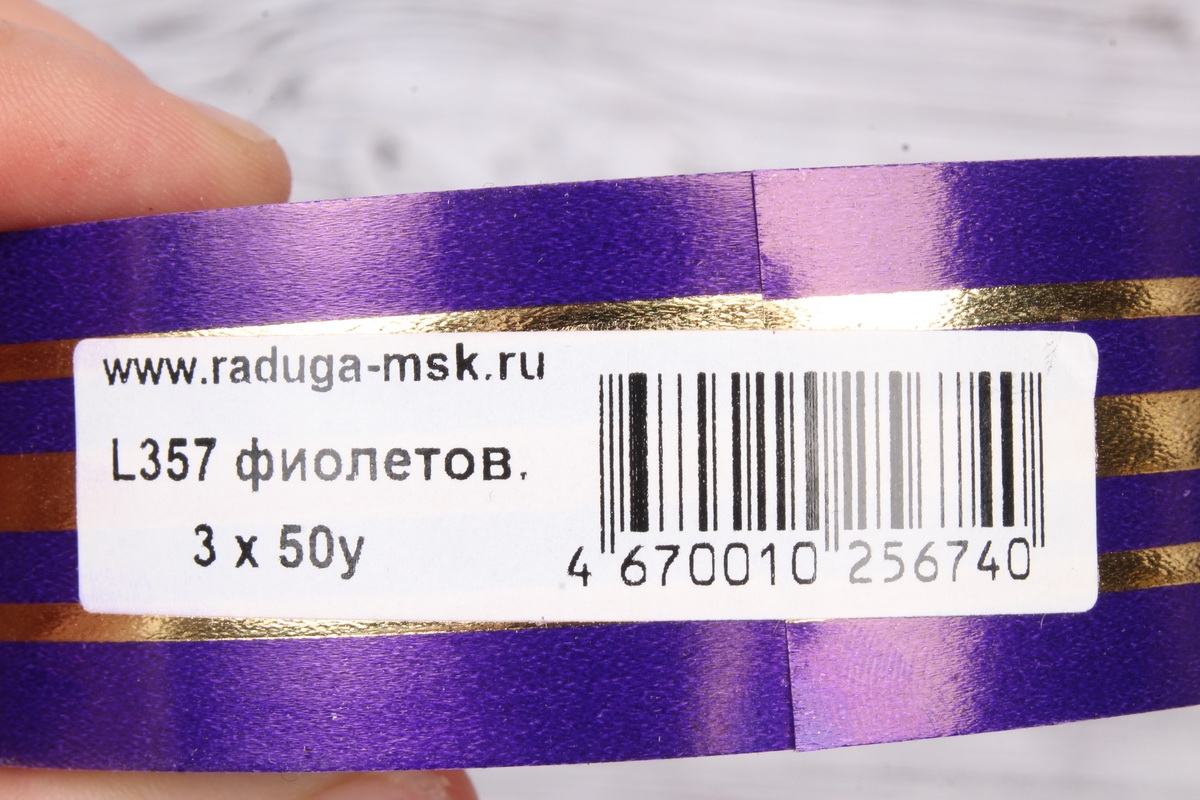 www.raduga-msk.ru
L357 фиолетов.
3 x 50y
4 670010 256740